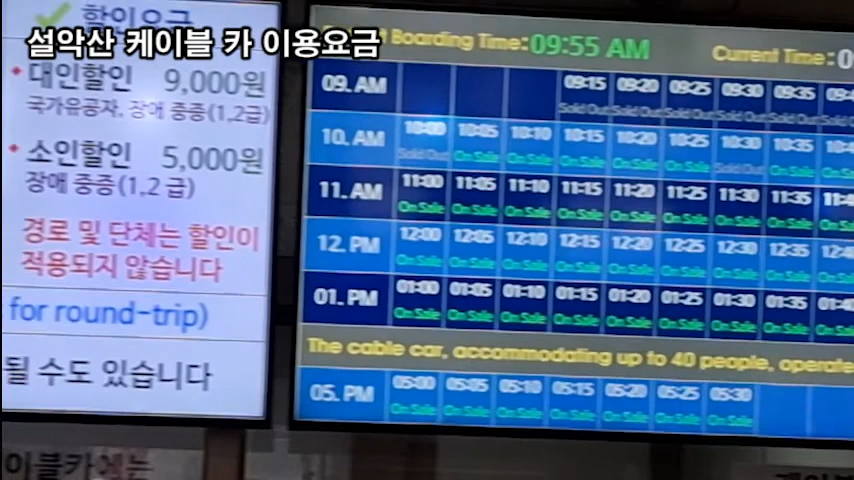 설악산 케이블 카 이용요금
할인요금
대인할인 9,000원
국가유공자, 장애 중증(1,2급)
소인할인 5,000원
장애 중증(1,2 급)
경로 및 단체는 할인이
적용되지 않습니다
for round-trip)
될 수도 있습니다
이블카에는
Boarding Time: 09:55 AM Current Time: 0
09. AM 09:15 09:20 09:25 09:30 09:35
Sold Out Sold Out Sold Out Sold Out Sold Out
10. AM 10:00 10:05 10:10 10:15 10:20 10:25 10:30 10:35
Sold Out On Sale On Sale On Sale On Sale On Sale Sold Out On Sale
11. AM 11:00 11:05 11:10 11:15 11:20 11:25 11:30 11:35
On Sale On Sale On Sale On Sale On Sale On Sale On Sale On Sale
12. PM 12:00 12:05 12:10 12:15 12:20 12:25 12:30 12:35
On Sale On Sale On Sale On Sale On Sale On Sale On Sale On Sale
01. PM 01:00 01:05 01:10 01:15 01:20 01:25 01:30 01:35
On Sale On Sale On Sale On Sale On Sale On Sale On Sale On Sale
The cable car, accommodating up to 40 people, operate
05. PM 05:00 05:05 05:10 05:15 05:20 05:25 05:30
On Sale On Sale On Sale On Sale On Sale On Sale On Sale